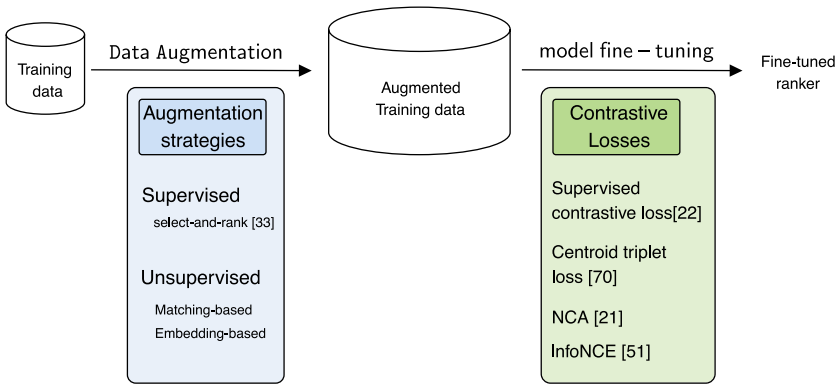 Training
data
Data Augmentation
Augmented
Training data
model fine – tuning
Fine-tuned
ranker
Augmentation
strategies
Supervised
select-and-rank [33]
Unsupervised
Matching-based
Embedding-based
Contrastive
Losses
Supervised
contrastive loss[22]
Centroid triplet
loss [70]
NCA [21]
InfoNCE [51]